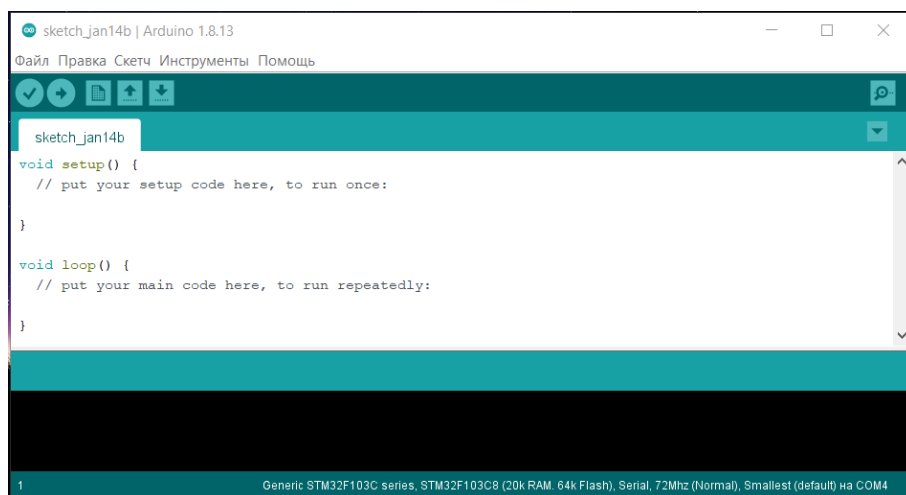 sketch_jan14b | Arduino 1.8.13
Файл Правка Скетч Инструменты Помощь
sketch_jan14b
void setup() {
  // put your setup code here, to run once:
}
void loop() {
  // put your main code here, to run repeatedly:
}
1 Generic STM32F103C series, STM32F103C8 (20k RAM. 64k Flash), Serial, 72Mhz (Normal), Smallest (default) на COM4